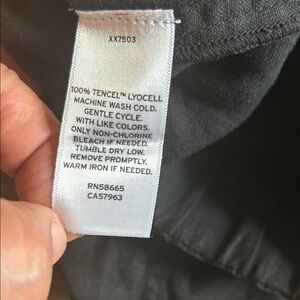 XX7503
100% TENCEL™ LYOCELL
MACHINE WASH COLD.
GENTLE CYCLE.
WITH LIKE COLORS.
ONLY NON-CHLORINE
BLEACH IF NEEDED.
TUMBLE DRY LOW.
REMOVE PROMPTLY.
WARM IRON IF NEEDED.
RN58665
CA57963